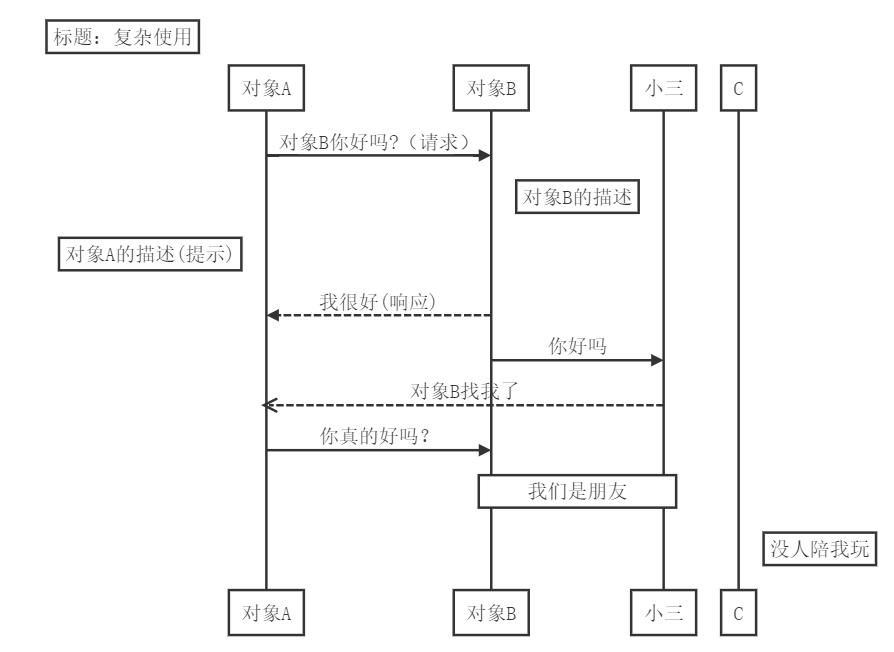 标题：复杂使用
对象A
对象B
小三
C
对象B你好吗?（请求）
对象B的描述
对象A的描述(提示)
我很好(响应)
你好吗
对象B找我了
你真的好吗？
我们是朋友
没人陪我玩
对象A
对象B
小三
C